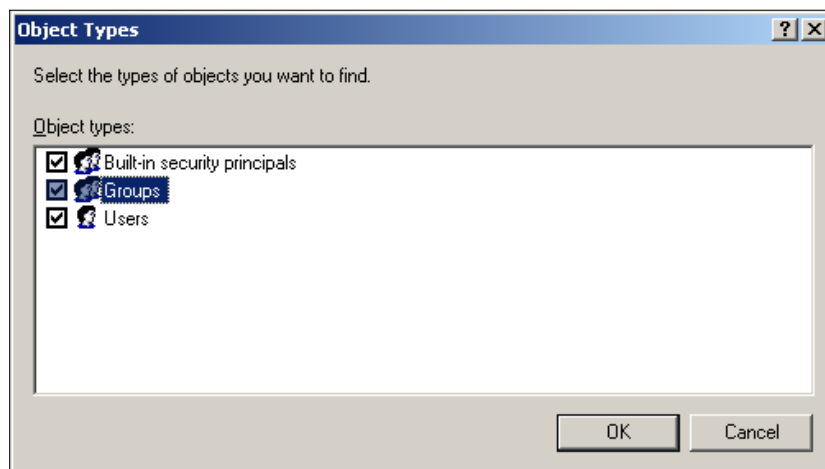 Object Types
Select the types of objects you want to find.
Object types:
Built-in security principals
Groups
Users
OK Cancel